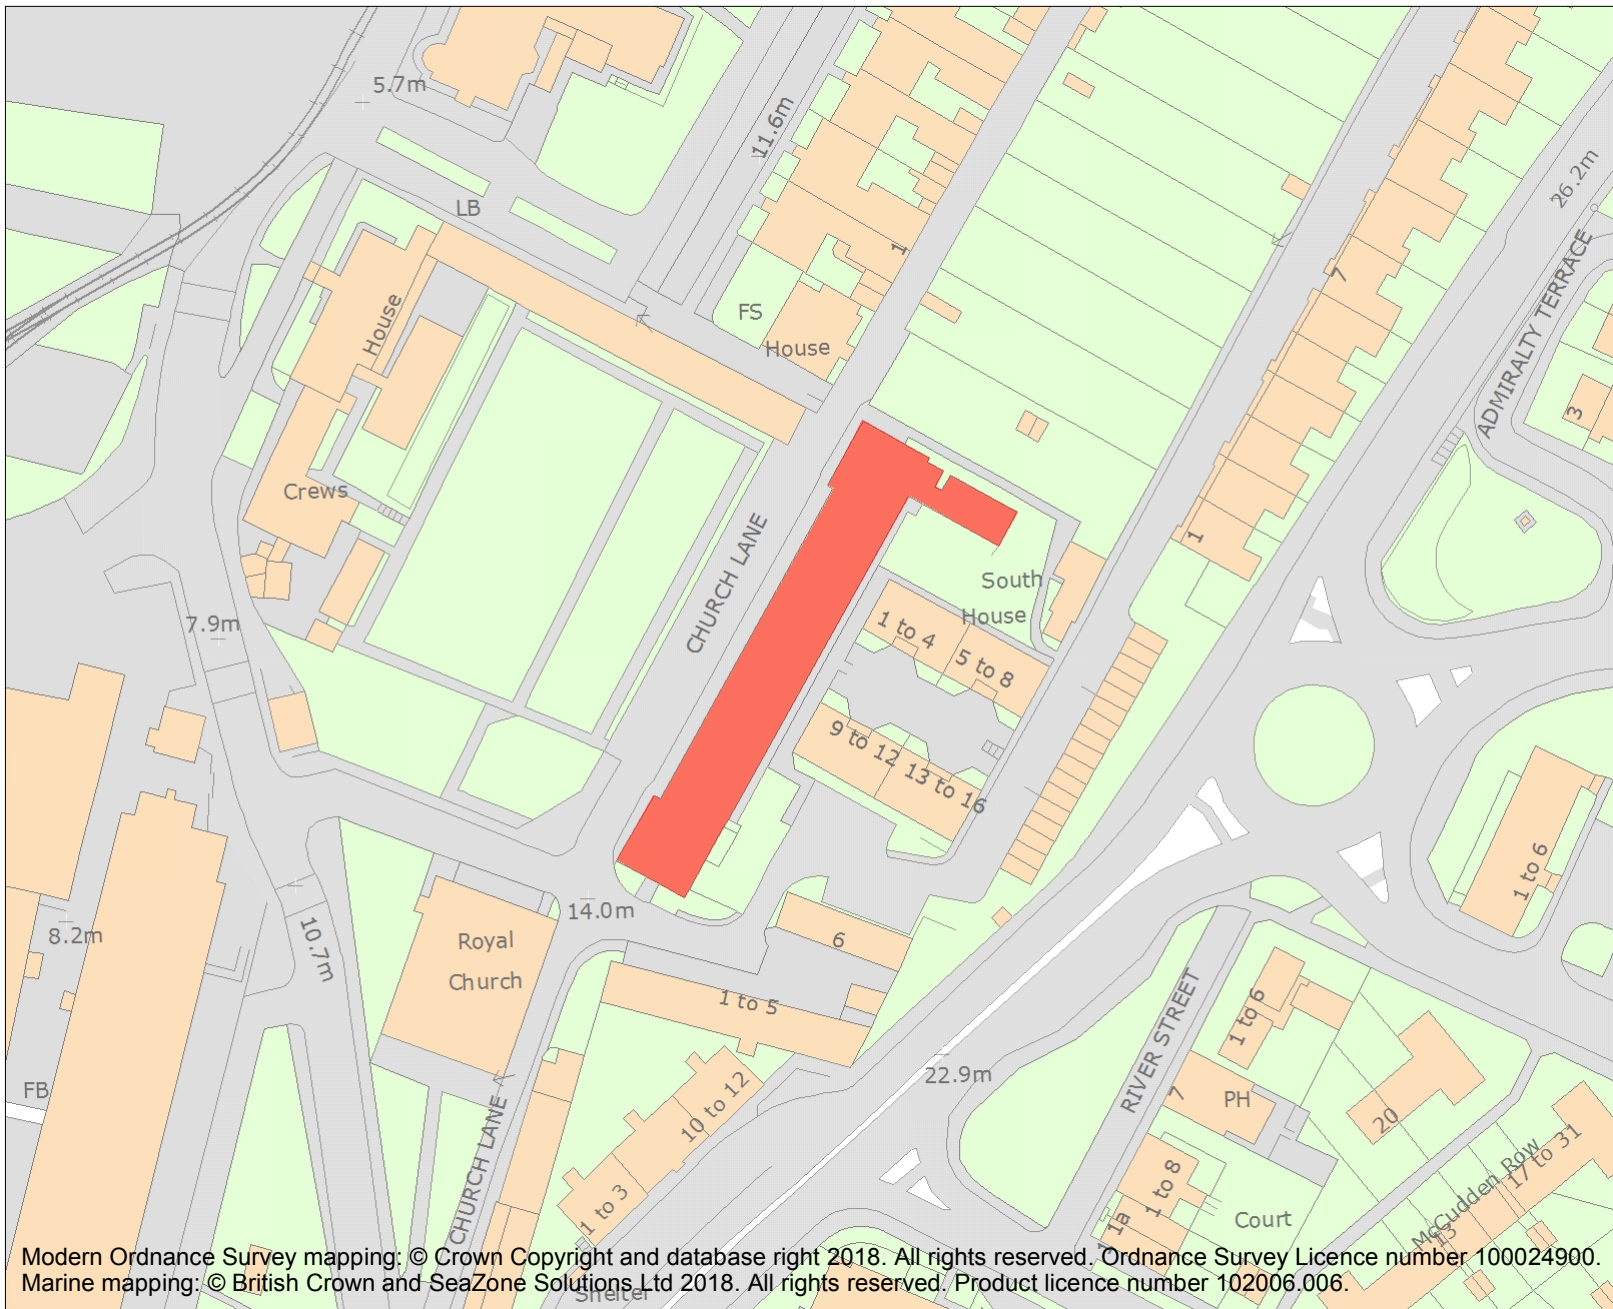 5.7m
11.6m
26.2m
LB
1
7
ADMIRALTY TERRACE
FS
House
House
3
Crews
CHURCH LANE
1
South
House
7.9m
1 to 4
5 to 8
9 to 12
13 to 16
1 to 6
14.0m
8.2m
10.7m
Royal
Church
6
1 to 5
RIVER STREET
1 to 6
22.9m
FB
10 to 12
7
PH
20
CHURCH LANE
1 to 3
1 to 8
McCudden Row
17 to 31
13
1a
1
Court
Modern Ordnance Survey mapping: © Crown Copyright and database right 2018. All rights reserved. Ordnance Survey Licence number 100024900.
Marine mapping: © British Crown and SeaZone Solutions Ltd 2018. All rights reserved. Product licence number 102006.006.
Shelter